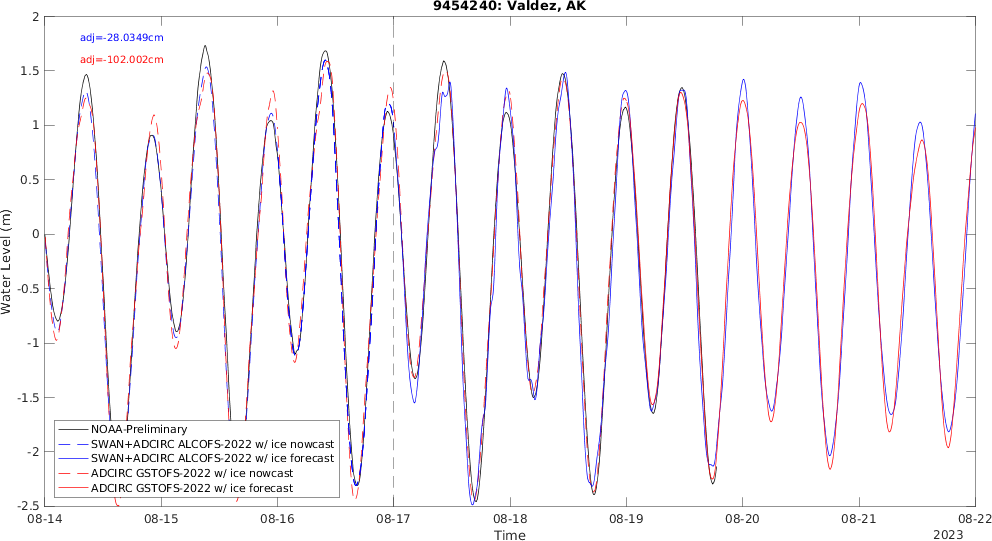 9454240: Valdez, AK
adj=-28.0349cm
adj=-102.002cm
Water Level (m)
2
1.5
1
0.5
0
-0.5
-1
-1.5
-2
-2.5
NOAA-Preliminary
SWAN+ADCIRC ALCOFS-2022 w/ ice nowcast
SWAN+ADCIRC ALCOFS-2022 w/ ice forecast
ADCIRC GSTOFS-2022 w/ ice nowcast
ADCIRC GSTOFS-2022 w/ ice forecast
08-14 08-15 08-16 08-17 08-18 08-19 08-20 08-21 08-22
Time
2023